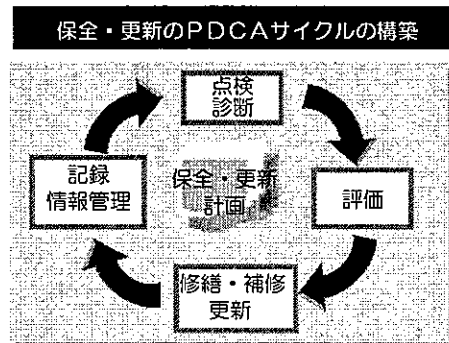 保全・更新のPDCAサイクルの構築
点検
診断
記録
情報管理
保全・更新
計画
評価
修繕・補修
更新